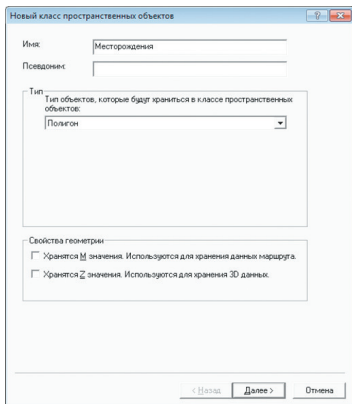 Новый класс пространственных объектов
Имя: Месторождения
Псевдоним:
Тип
Тип объектов, которые будут храниться в классе пространственных
объектов:
Полигон
Свойства геометрии
Хранятся M значения. Используются для хранения данных маршрута.
Хранятся Z значения. Используются для хранения 3D данных.
< Назад Далее > Отмена